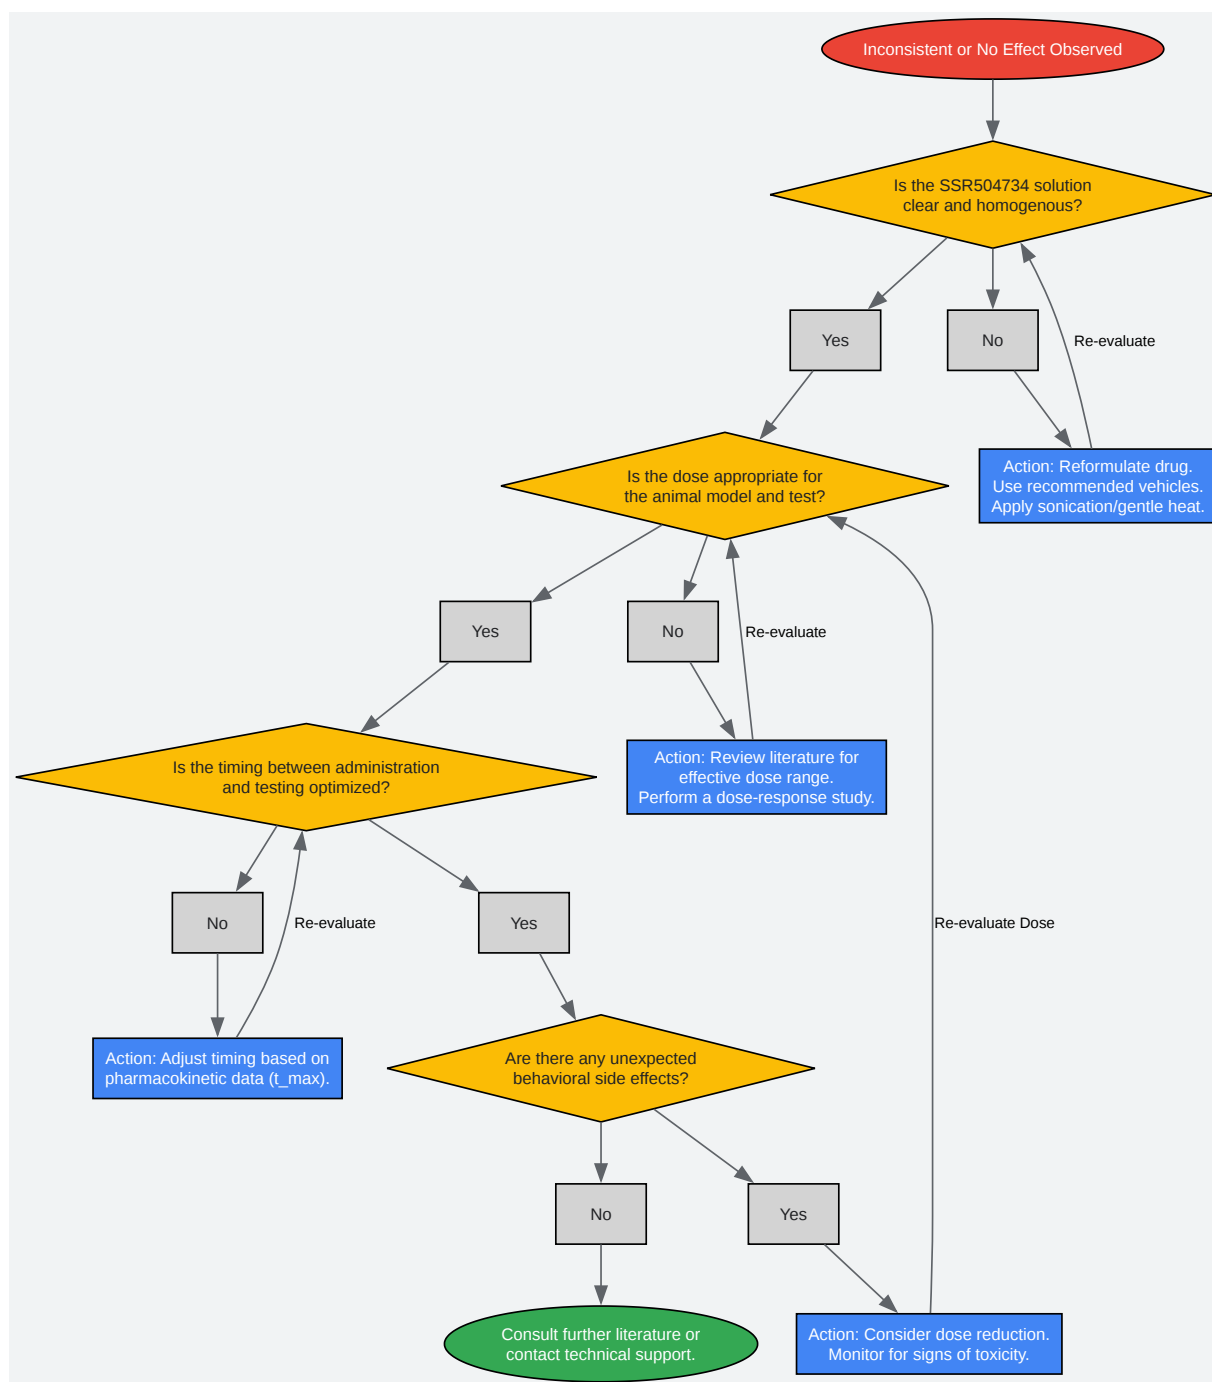 Inconsistent or No Effect Observed
Is the SSR504734 solution
clear and homogenous?
Yes
No
Re-evaluate
Action: Reformulate drug.
Use recommended vehicles.
Apply sonication/gentle heat.
Is the dose appropriate for
the animal model and test?
Yes
No
Re-evaluate
Action: Review literature for
effective dose range.
Perform a dose-response study.
Is the timing between administration
and testing optimized?
No
Re-evaluate
Yes
Re-evaluate Dose
Action: Adjust timing based on
pharmacokinetic data (t_max).
Are there any unexpected
behavioral side effects?
No
Yes
Consult further literature or
contact technical support.
Action: Consider dose reduction.
Monitor for signs of toxicity.